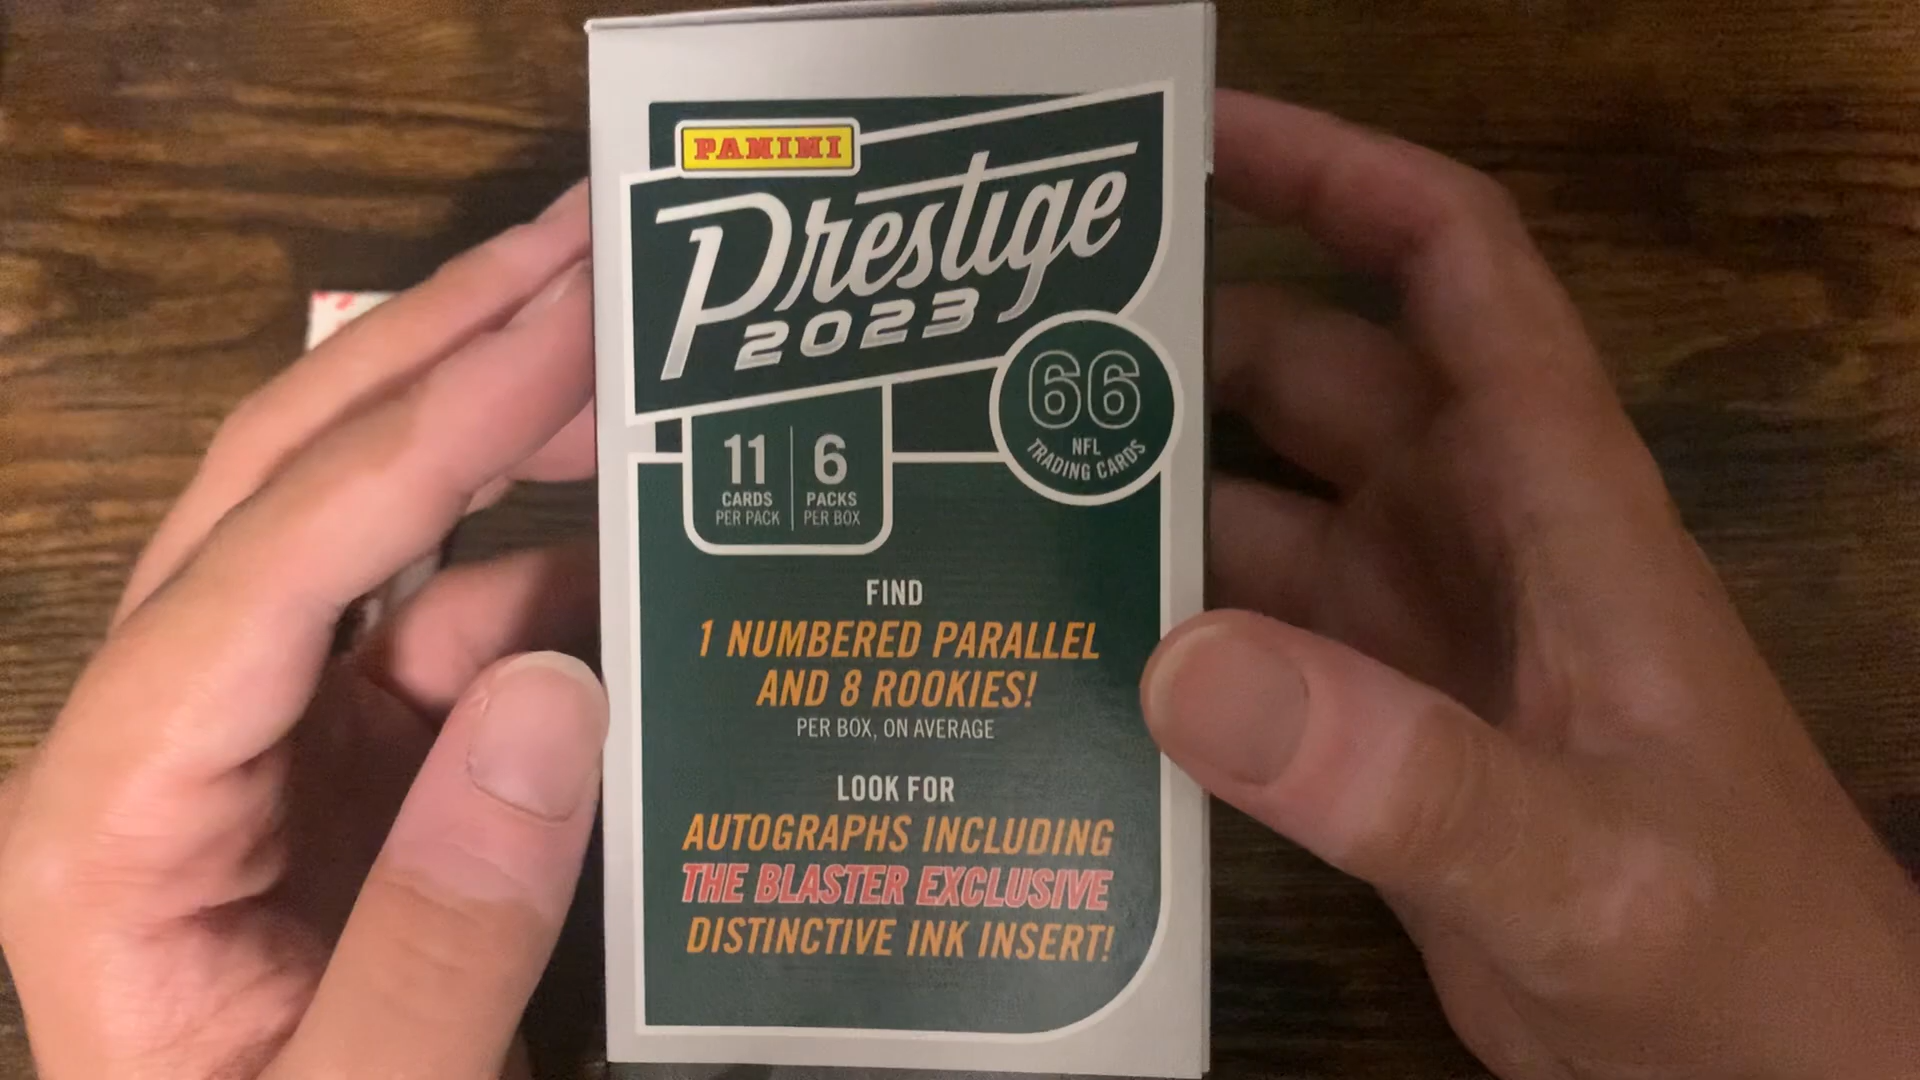 PANINI
Prestige
2023
66
NFL
TRADING CARDS
11
CARDS
PER PACK
6
PACKS
PER BOX
FIND
1 NUMBERED PARALLEL
AND 8 ROOKIES!
PER BOX, ON AVERAGE
LOOK FOR
AUTOGRAPHS INCLUDING
THE BLASTER EXCLUSIVE
DISTINCTIVE INK INSERT!